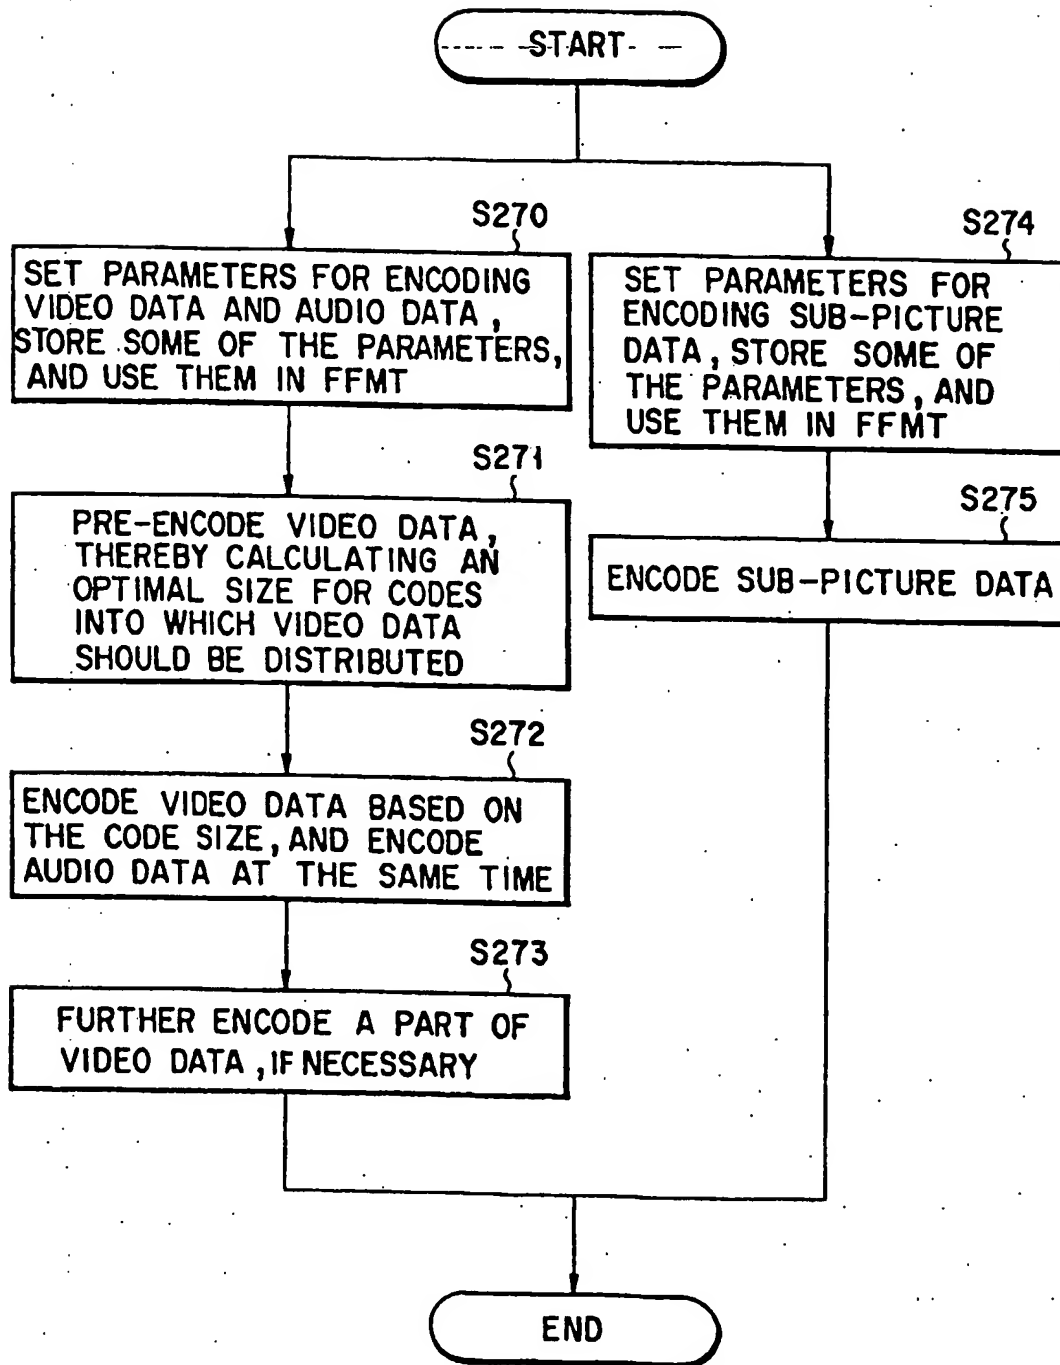 START
S270
SET PARAMETERS FOR ENCODING
VIDEO DATA AND AUDIO DATA,
STORE SOME OF THE PARAMETERS,
AND USE THEM IN FFMT
S271
PRE-ENCODE VIDEO DATA,
THEREBY CALCULATING AN
OPTIMAL SIZE FOR CODES
INTO WHICH VIDEO DATA
SHOULD BE DISTRIBUTED
S272
ENCODE VIDEO DATA BASED ON
THE CODE SIZE, AND ENCODE
AUDIO DATA AT THE SAME TIME
S273
FURTHER ENCODE A PART OF
VIDEO DATA, IF NECESSARY
S274
SET PARAMETERS FOR
ENCODING SUB-PICTURE
DATA, STORE SOME OF
THE PARAMETERS, AND
USE THEM IN FFMT
S275
ENCODE SUB-PICTURE DATA
END